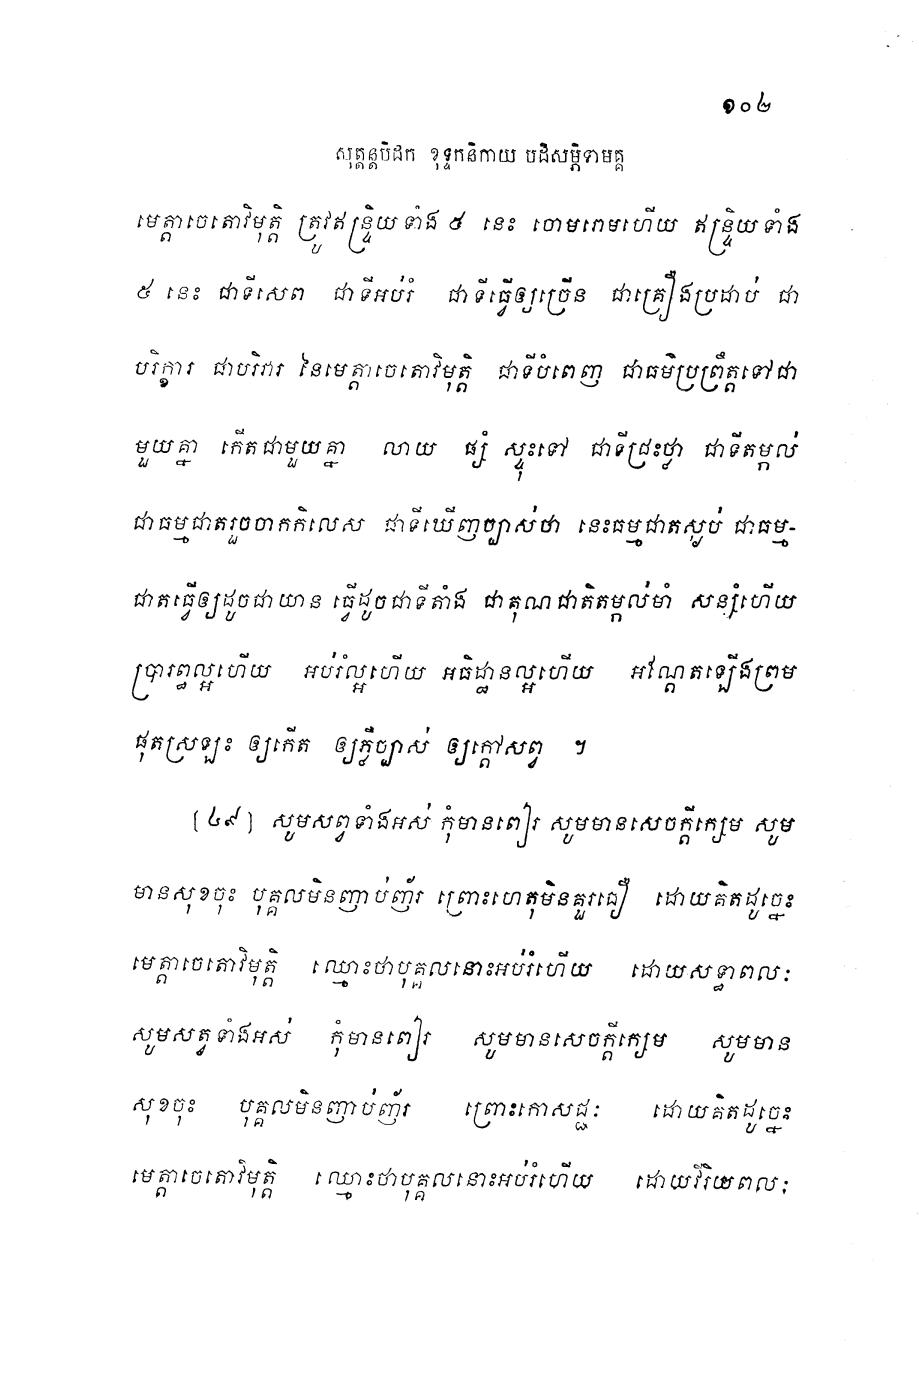 ១០៤
សុត្តន្តបិដក ខុទ្ទកនិកាយ បដិសម្ភិទាមគ្គ
មេត្តាចេតោវិមុត្តិ ត្រូវឥន្ទ្រិយទាំង ៥ នេះ ចោមរោមហើយ ឥន្ទ្រិយទាំង
៥ នេះ ជាទីសេព ជាទីអប់រំ ជាទីធ្វើឲ្យច្រើន ជាគ្រឿងប្រដាប់ ជា
បរិក្ខារ ជាបរិវារ នៃមេត្តាចេតោវិមុត្តិ ជាទីបំពេញ ជាធម៌ប្រព្រឹត្តទៅជា
មួយគ្នា កើតជាមួយគ្នា លាយ ផ្សំ ស្ទុះទៅ ជាទីជ្រះថ្លា ជាទីតម្កល់
ជាធម្មជាតរួចចាកកិលេស ជាទីឃើញច្បាស់ថា នេះធម្មជាតស្ងប់ ជាធម្ម-
ជាតធ្វើឲ្យដូចជាយាន ធ្វើដូចជាទីតាំង ជាគុណជាតិតម្កល់មាំ សន្សំហើយ
ប្រារព្ធល្អហើយ អប់រំល្អហើយ អធិដ្ឋានល្អហើយ អណ្តែតឡើងព្រម
ផុតស្រឡះ ឲ្យកើត ឲ្យភ្លឺច្បាស់ ឲ្យក្តៅសព្វ ។
(៤៩) សូមសព្វទាំងអស់ កុំមានពៀរ សូមមានសេចក្តីក្សេម សូម
មានសុខចុះ បុគ្គលមិនញាប់ញ័រ ព្រោះហេតុមិនគួរជឿ ដោយគិតដូច្នេះ
មេត្តាចេតោវិមុត្តិ ឈ្មោះថាបុគ្គលនោះអប់រំហើយ ដោយសទ្ធាពលៈ
សូមសត្វទាំងអស់ កុំមានពៀរ សូមមានសេចក្តីក្សេម សូមមាន
សុខចុះ បុគ្គលមិនញាប់ញ័រ ព្រោះកោសជ្ជៈ ដោយគិតដូច្នេះ
មេត្តាចេតោវិមុត្តិ ឈ្មោះថាបុគ្គលនោះអប់រំហើយ ដោយវីរិយពលៈ